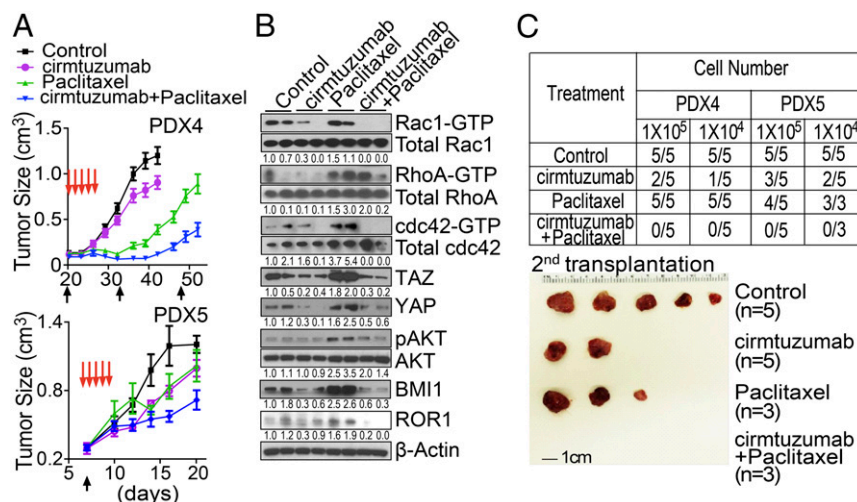 A
Control
cirmtuzumab
Paclitaxel
cirmtuzumab+Paclitaxel
Tumor Size (cm3)
1.5
1.0
0.5
0
PDX4
20 30 40 50
Tumor Size (cm3)
1.2
0.8
0.4
0.2
PDX5
5 10 15 20
(days)
B
Control
cirmtuzumab
Paclitaxel
cirmtuzumab
+Paclitaxel
Rac1-GTP
Total Rac1
1.0 0.7 0.3 0.0 1.5 1.1 0.0 0.0
RhoA-GTP
Total RhoA
1.0 0.1 0.1 0.1 1.5 3.0 2.0 0.2
cdc42-GTP
Total cdc42
1.0 2.1 1.6 1.6 3.7 5.4 0.0 0.0
TAZ
1.0 0.5 0.2 0.4 1.8 2.0 0.3 0.2
YAP
1.0 1.2 0.3 0.1 1.6 2.5 0.5 0.6
pAKT
AKT
1.0 1.1 1.0 0.9 2.5 3.5 2.0 1.4
BMI1
1.0 1.8 0.3 0.6 2.5 2.6 0.6 0.3
ROR1
1.0 1.2 0.3 0.9 1.6 1.9 0.2 0.0
β-Actin
C
Treatment Cell Number
PDX4 PDX5
1X10^5 1X10^4 1X10^5 1X10^4
Control 5/5 5/5 5/5 5/5
cirmtuzumab 2/5 1/5 3/5 2/5
Paclitaxel 5/5 5/5 4/5 3/3
cirmtuzumab
+Paclitaxel 0/5 0/5 0/5 0/3
2nd transplantation
Control
(n=5)
cirmtuzumab
(n=5)
Paclitaxel
(n=3)
cirmtuzumab
+Paclitaxel
(n=3)
1cm